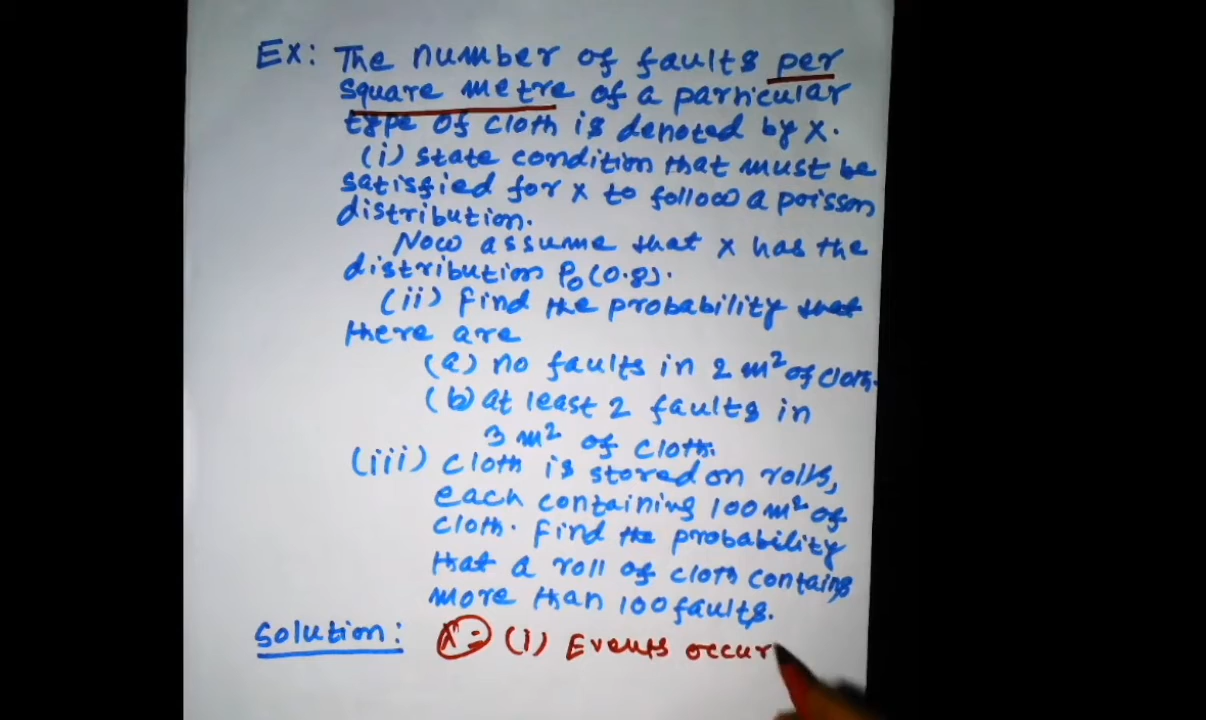 Ex: The number of faults per
square metre of a particular
type of cloth is denoted by x.
(i) state condition that must be
satisfied for x to follow a poisson
distribution.
Now assume that x has the
distribution Po(0.8).
(ii) Find the probability that
there are
(a) no faults in 2 m² of cloth.
(b) at least 2 faults in
3 m² of cloth.
(iii) cloth is stored on rolls,
each containing 100 m² of
cloth. Find the probability
that a roll of cloth contains
more than 100 faults.
Solution: x- (i) Events occur